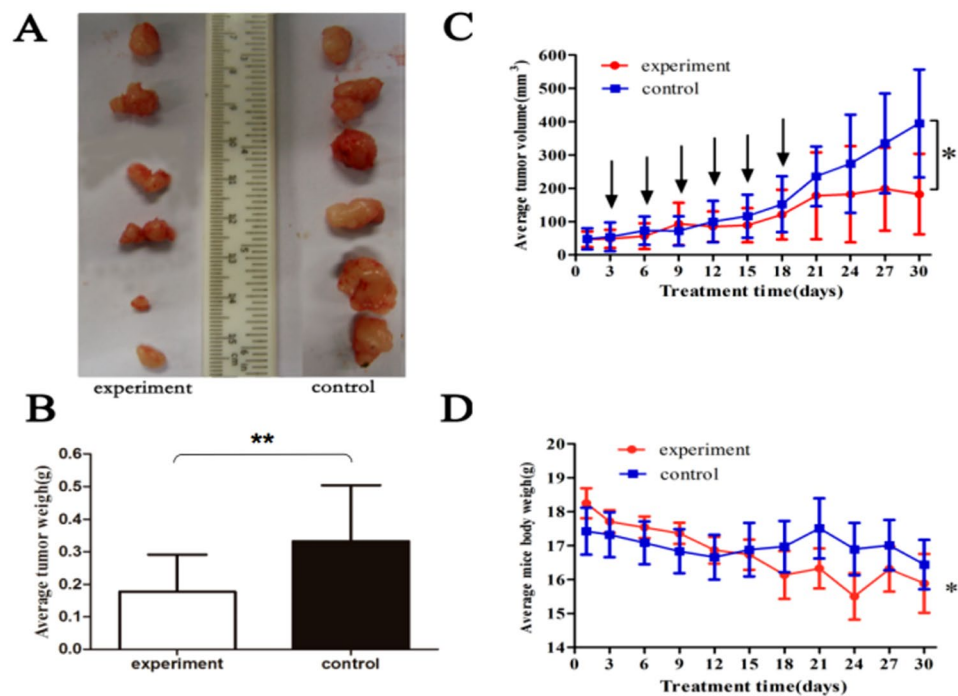 A
experiment
control
B
**
Average tumor weigh(g)
0.6
0.5
0.4
0.3
0.2
0.1
0.0
experiment
control
C
Average tumor volume(mm³)
600
500
400
300
200
100
0
experiment
control
*
0 3 6 9 12 15 18 21 24 27 30
Treatment time(days)
D
Average mice body weigh(g)
20
19
18
17
16
15
14
experiment
control
*
0 3 6 9 12 15 18 21 24 27 30
Treatment time(days)